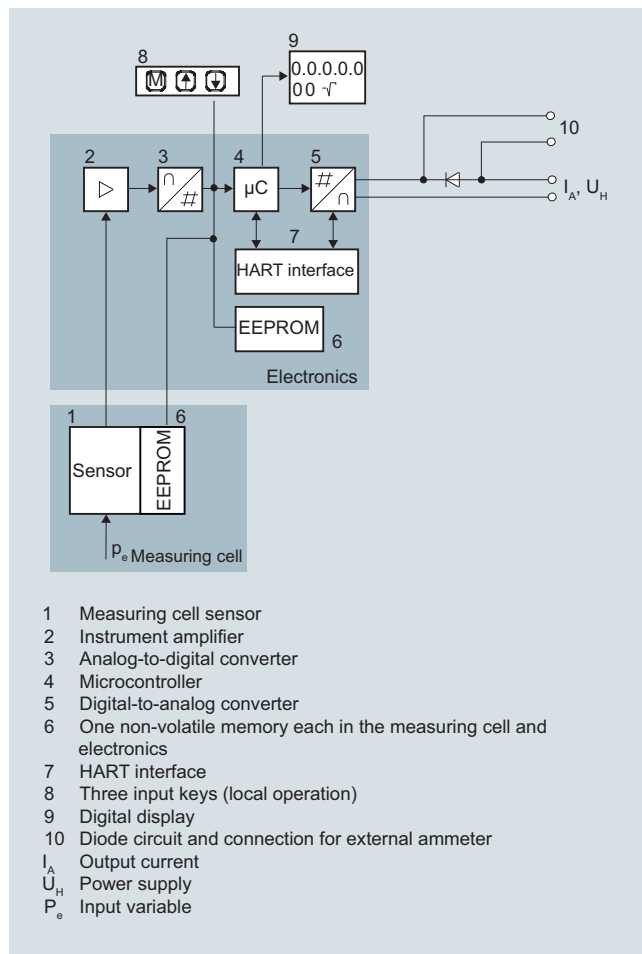 8
9
M
0.0.0.0.0
00 √
10
2
3
4
5
∩
#
µC
#
∩
I_A, U_H
7
HART interface
EEPROM
6
Electronics
1
6
Sensor
EEPROM
p_e Measuring cell
1 Measuring cell sensor
2 Instrument amplifier
3 Analog-to-digital converter
4 Microcontroller
5 Digital-to-analog converter
6 One non-volatile memory each in the measuring cell and
electronics
7 HART interface
8 Three input keys (local operation)
9 Digital display
10 Diode circuit and connection for external ammeter
I_A Output current
U_H Power supply
P_e Input variable